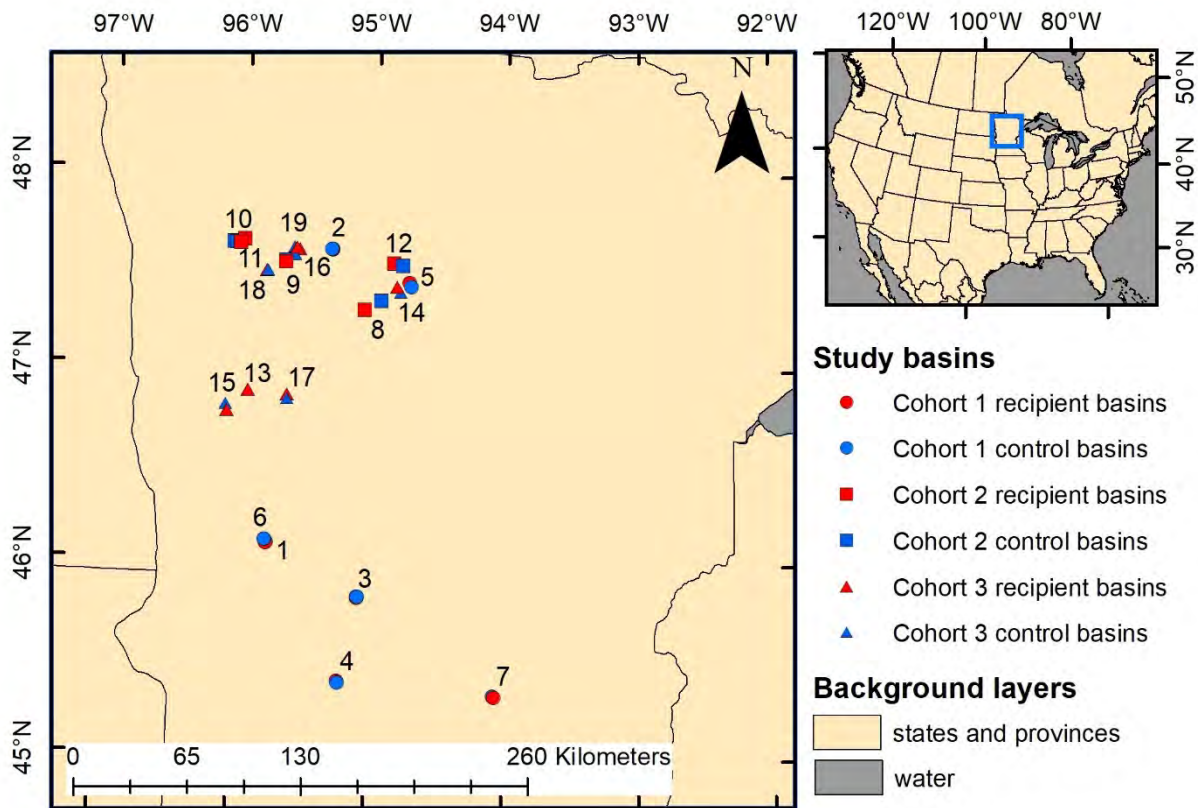 97°W 96°W 95°W 94°W 93°W 92°W
120°W 100°W 80°W
N
48°N
47°N
46°N
45°N
50°N
40°N
30°N
10
19
2
11
16
18
9
12
5
14
8
15
13
17
6
1
3
4
7
0 65 130 260 Kilometers
Study basins
Cohort 1 recipient basins
Cohort 1 control basins
Cohort 2 recipient basins
Cohort 2 control basins
Cohort 3 recipient basins
Cohort 3 control basins
Background layers
states and provinces
water